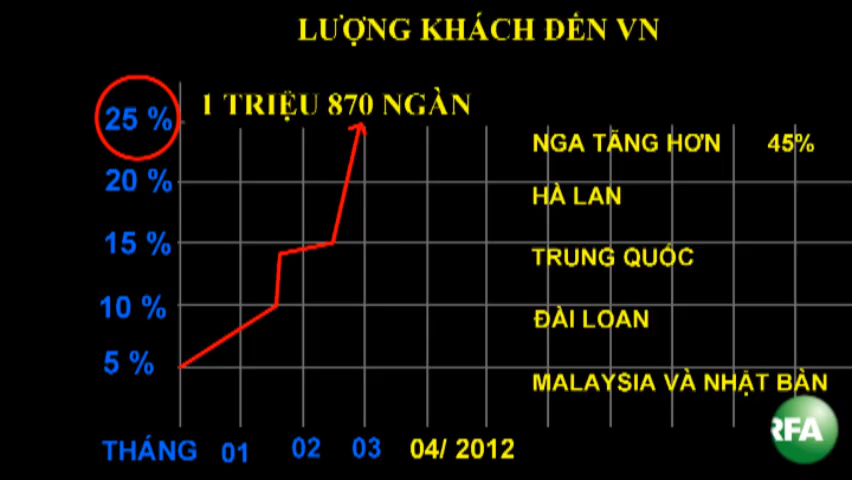 LƯỢNG KHÁCH ĐẾN VN
25 %
1 TRIỆU 870 NGÀN
NGA TĂNG HƠN 45%
20 %
HÀ LAN
15 %
TRUNG QUỐC
10 %
ĐÀI LOAN
5 %
MALAYSIA VÀ NHẬT BẢN
RFA
THÁNG 01 02 03 04/ 2012